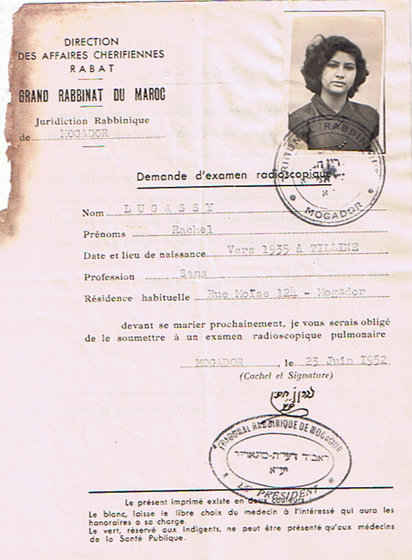 DIRECTION
DES AFFAIRES CHERIFIENNES
RABAT
GRAND RABBINAT DU MAROC
Juridiction Rabbinique
de MOGADOR
TRIBUNAL RABBINIQUE
MOGADOR
Demande d'examen radioscopique
Nom LUGASSY
Prénoms Rachel
Date et lieu de naissance Vers 1935 à TILLINE
Profession Sans
Résidence habituelle Rue Moïse 124 - Mogador
devant se marier prochainement, je vous serais obligé
de le soumettre à un examen radioscopique pulmonaire
MOGADOR, le 23 Juin 1952
(Cachet et Signature)
TRIBUNAL RABBINIQUE DE MOGADOR
LE PRÉSIDENT
Le présent imprimé existe en deux couleurs :
Le blanc, laisse le libre choix du médecin à l'intéressé qui aura les
honoraires a sa charge.
Le vert, réservé aux indigents, ne peut être présenté qu'aux médecins
de la Santé Publique.